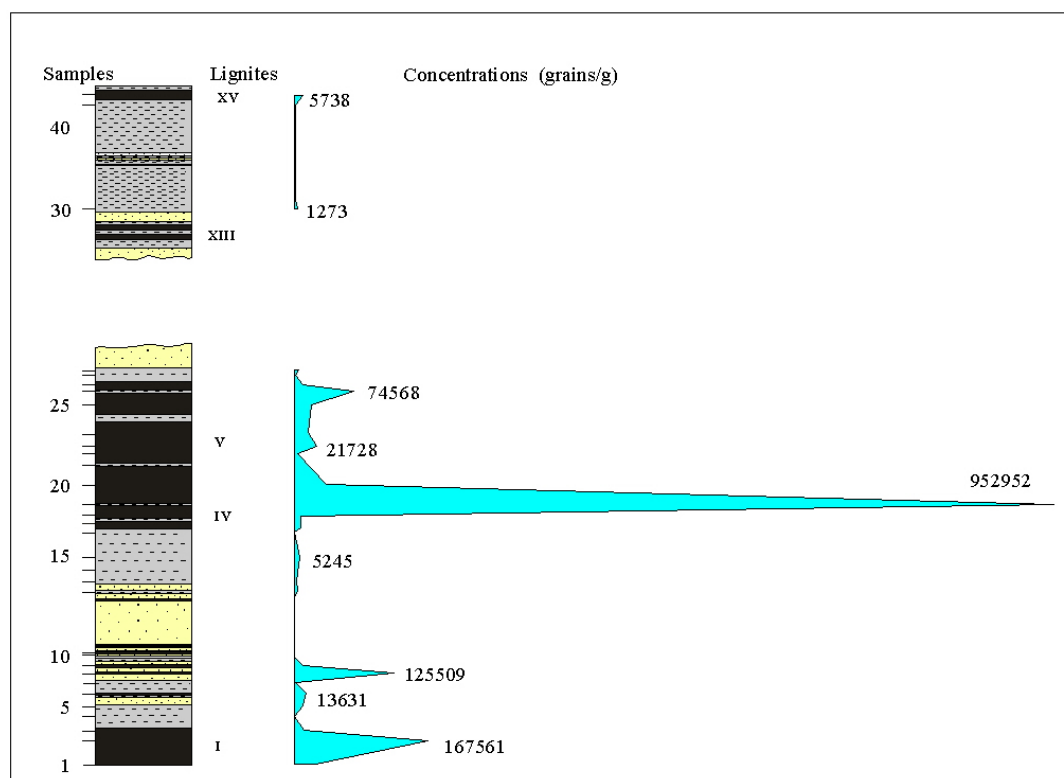 Samples Lignites Concentrations (grains/g)
XV 5738
40
30 1273
XIII
25 74568
V 21728
20 952952
IV
15 5245
10 125509
5 13631
I 167561
1